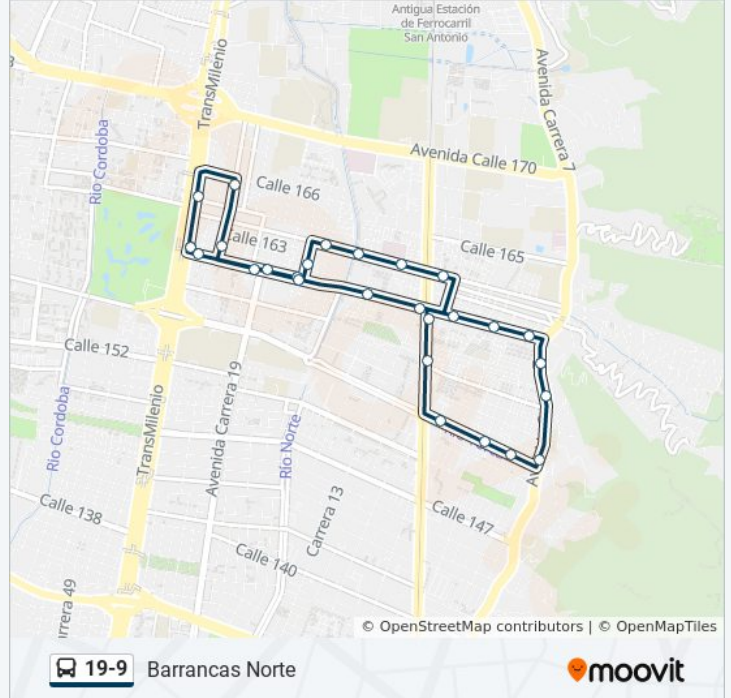 Antigua Estación
de Ferrocarril
San Antonio
TransMilenio
Avenida Carrera 7
Rio Cordoba
Avenida Calle 170
Calle 166
alle 163
Calle 165
Calle 152
Avenida Carrera 19
TransMilenio
Rio Cordoba
Río Norte
Carrera 13
Calle 147
Calle 138
Calle 140
rrera 49
© OpenStreetMap contributors | © OpenMapTiles
19-9 Barrancas Norte
moovit